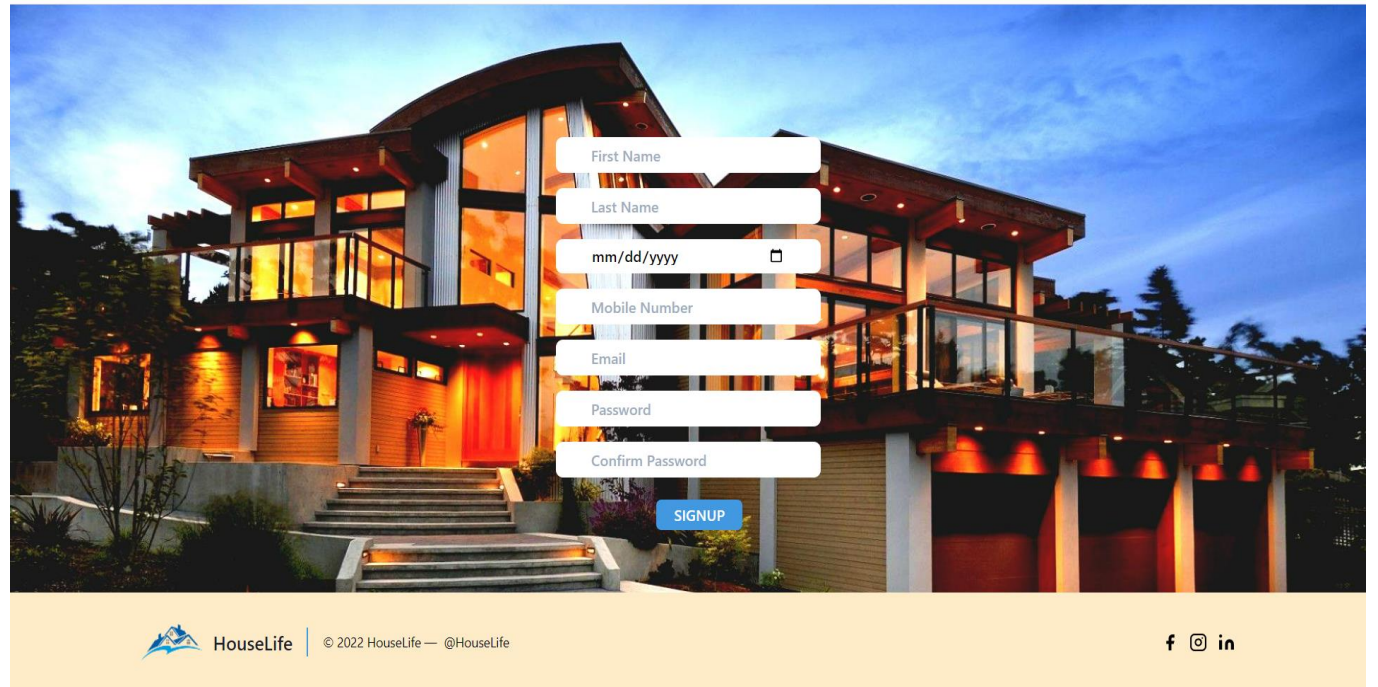 First Name
Last Name
mm/dd/yyyy
Mobile Number
Email
Password
Confirm Password
SIGNUP
HouseLife © 2022 HouseLife — @HouseLife